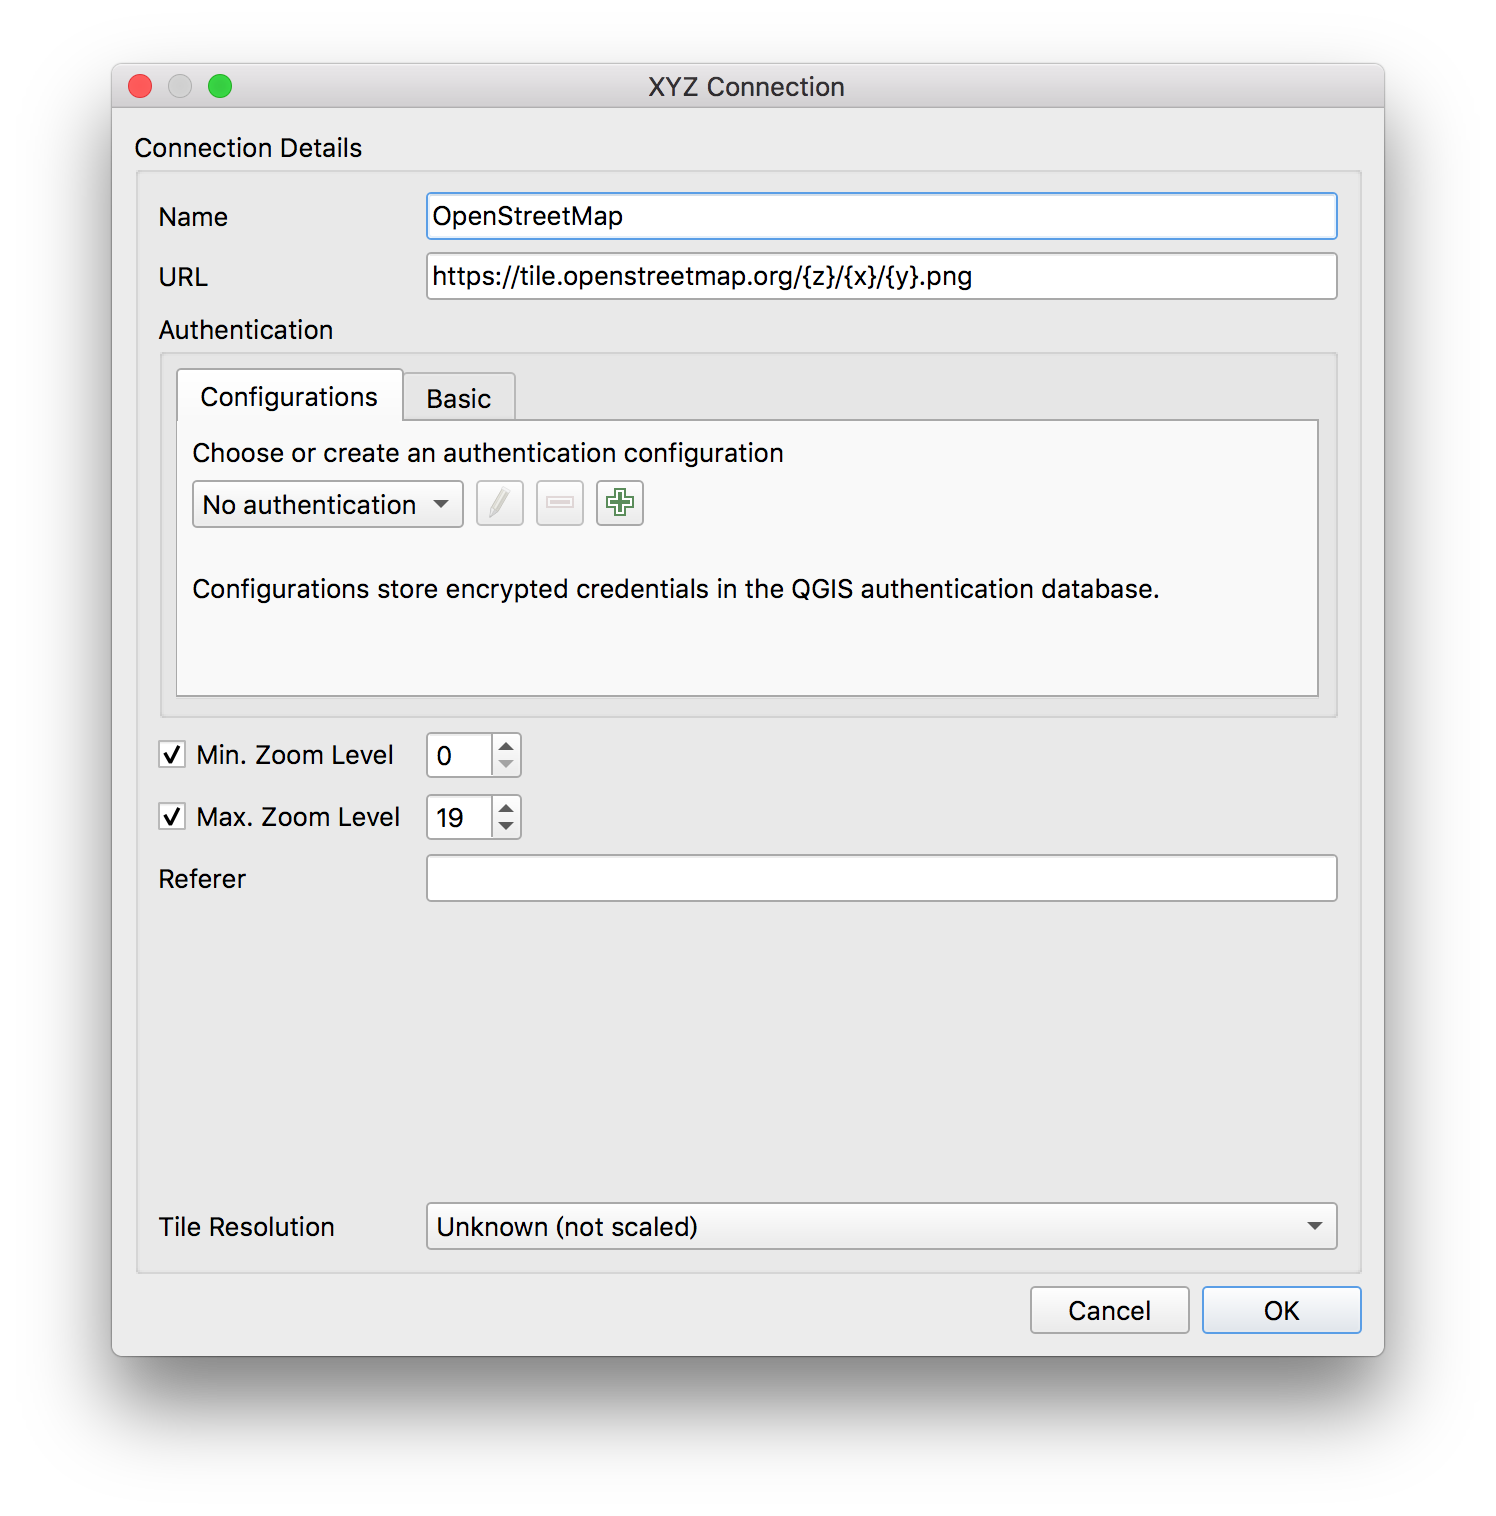 XYZ Connection
Connection Details
Name OpenStreetMap
URL https://tile.openstreetmap.org/{z}/{x}/{y}.png
Authentication
Configurations Basic
Choose or create an authentication configuration
No authentication
Configurations store encrypted credentials in the QGIS authentication database.
Min. Zoom Level 0
Max. Zoom Level 19
Referer
Tile Resolution Unknown (not scaled)
Cancel OK